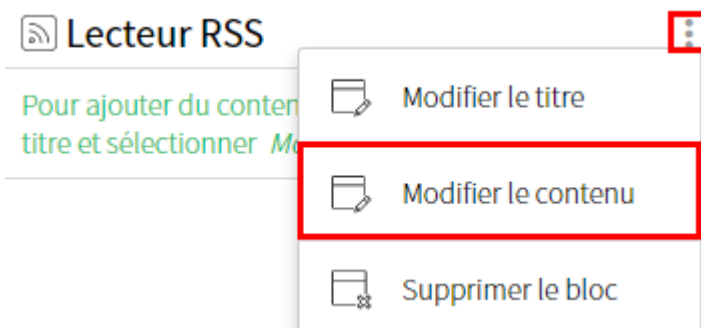 Lecteur RSS
Pour ajouter du conten
titre et sélectionner
Modifier le titre
Modifier le contenu
Supprimer le bloc